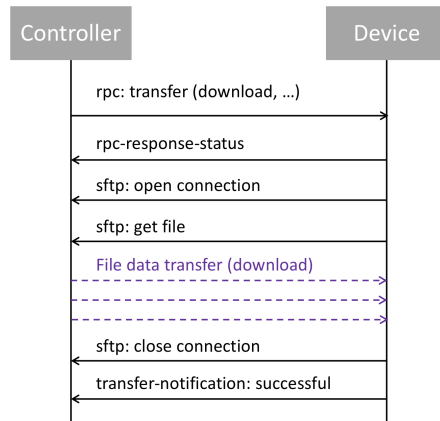 Controller
Device
rpc: transfer (download, …)
rpc-response-status
sftp: open connection
sftp: get file
File data transfer (download)
sftp: close connection
transfer-notification: successful